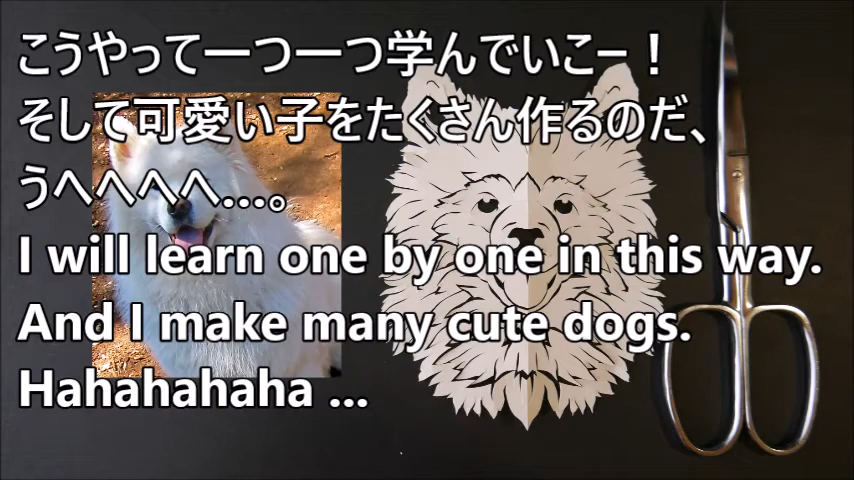 こうやって一つ一つ学んでいこー！
そして可愛い子をたくさん作るのだ、
うへへへへ…。
I will learn one by one in this way.
And I make many cute dogs.
Hahahahaha ...